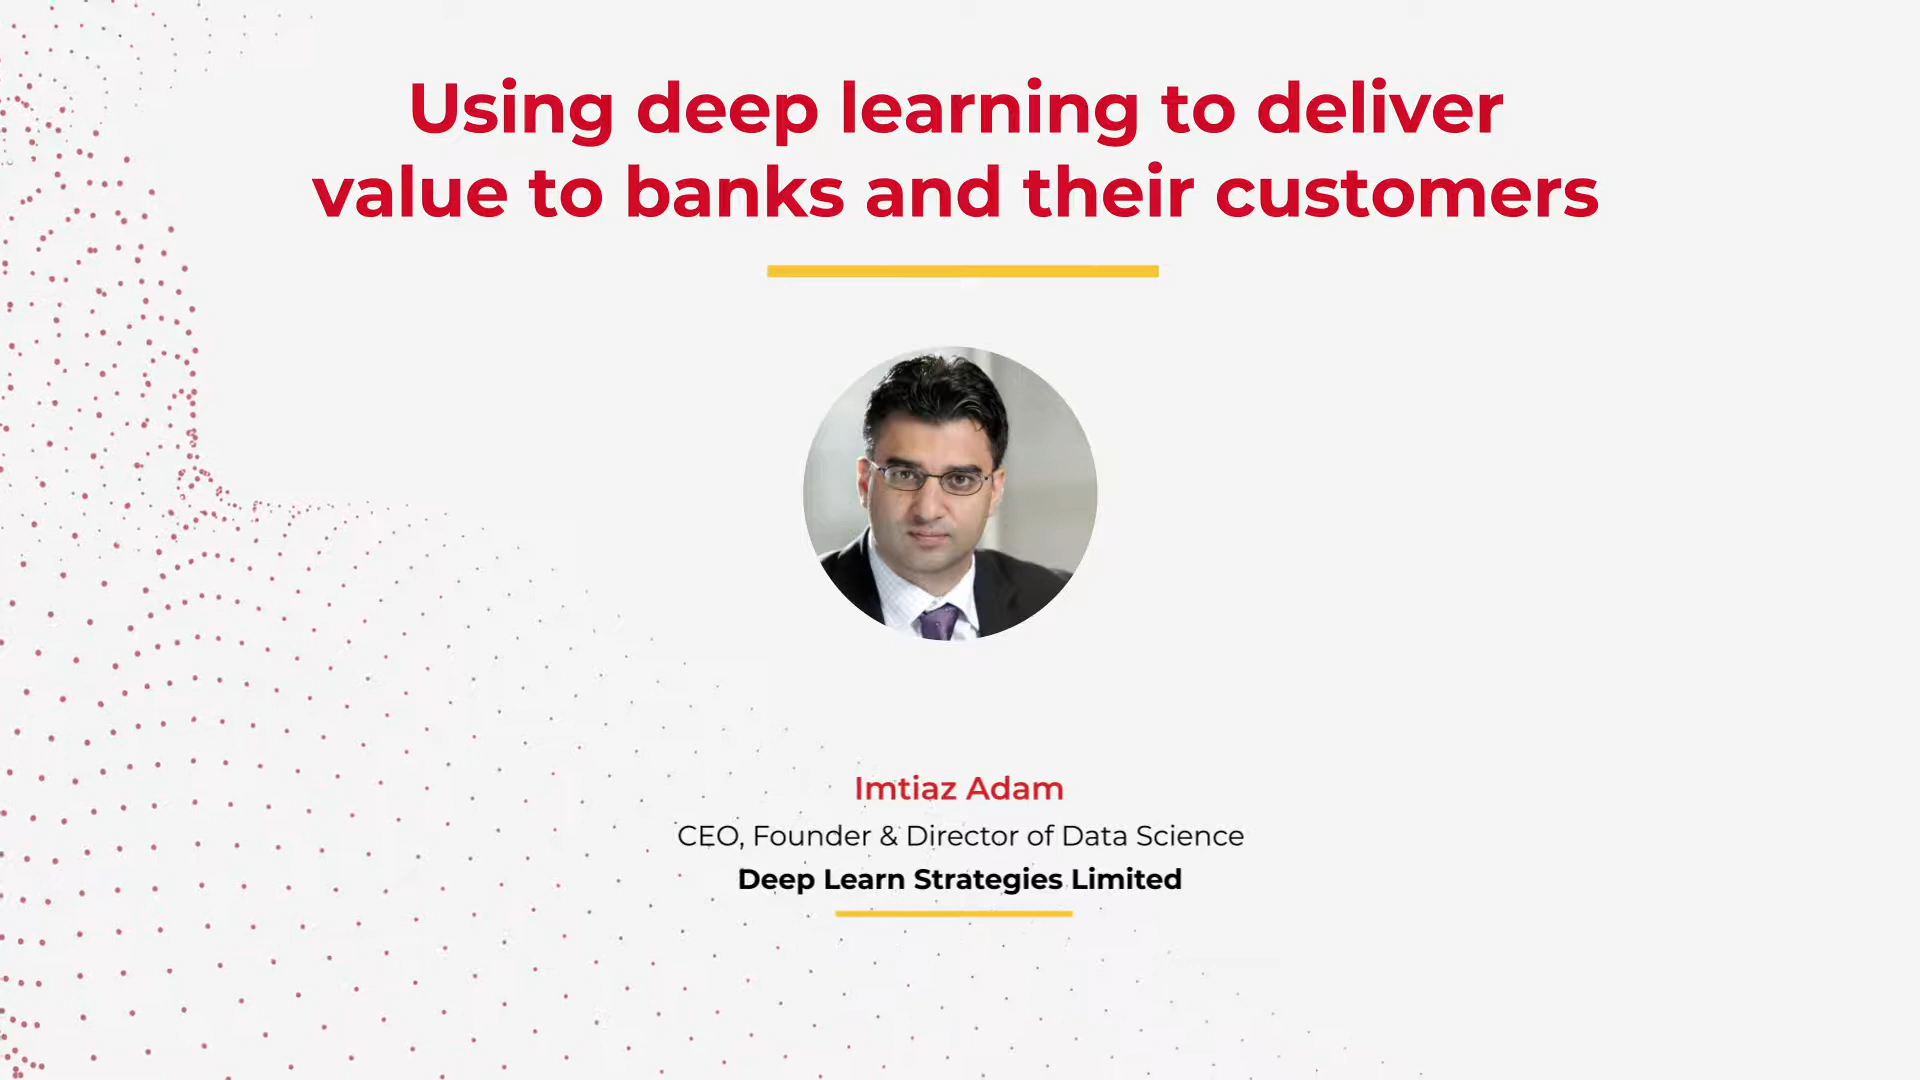 Using deep learning to deliver
value to banks and their customers
Imtiaz Adam
CEO, Founder & Director of Data Science
Deep Learn Strategies Limited